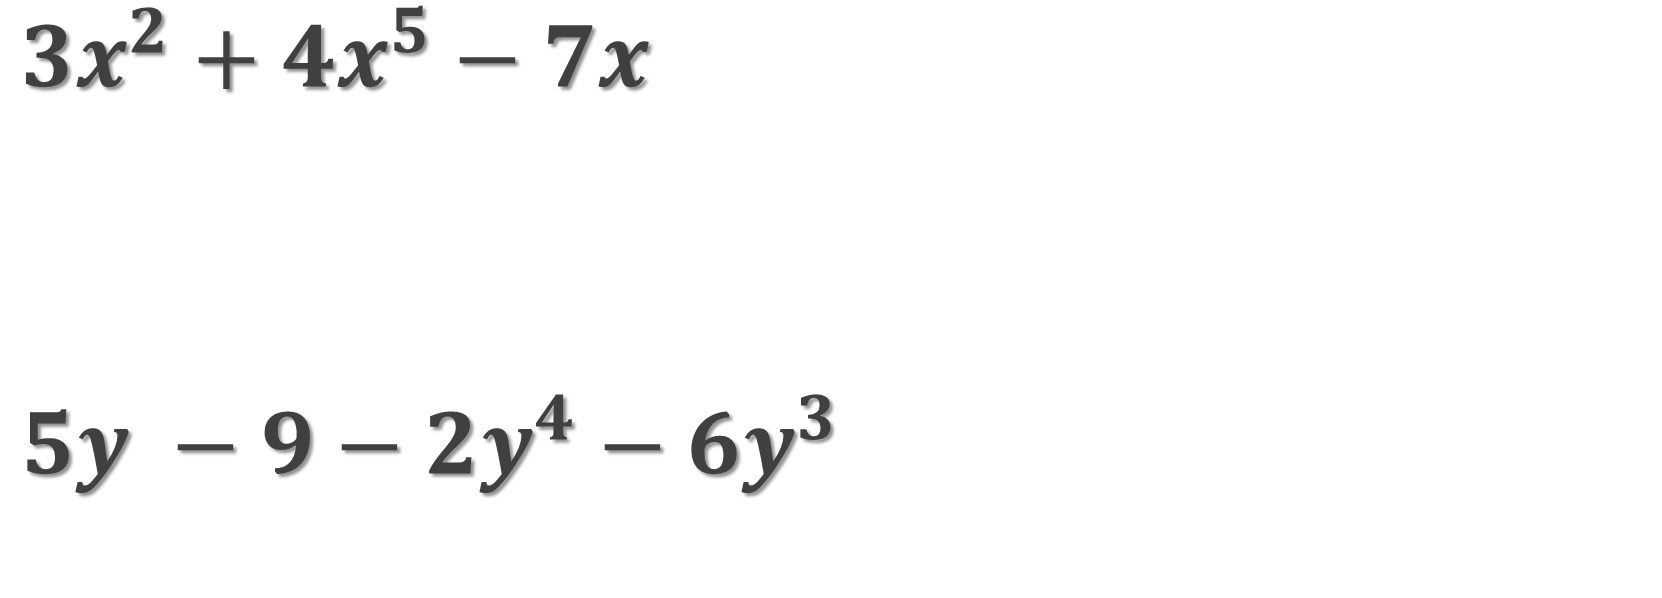 3x² + 4x⁵ − 7x
5y − 9 − 2y⁴ − 6y³